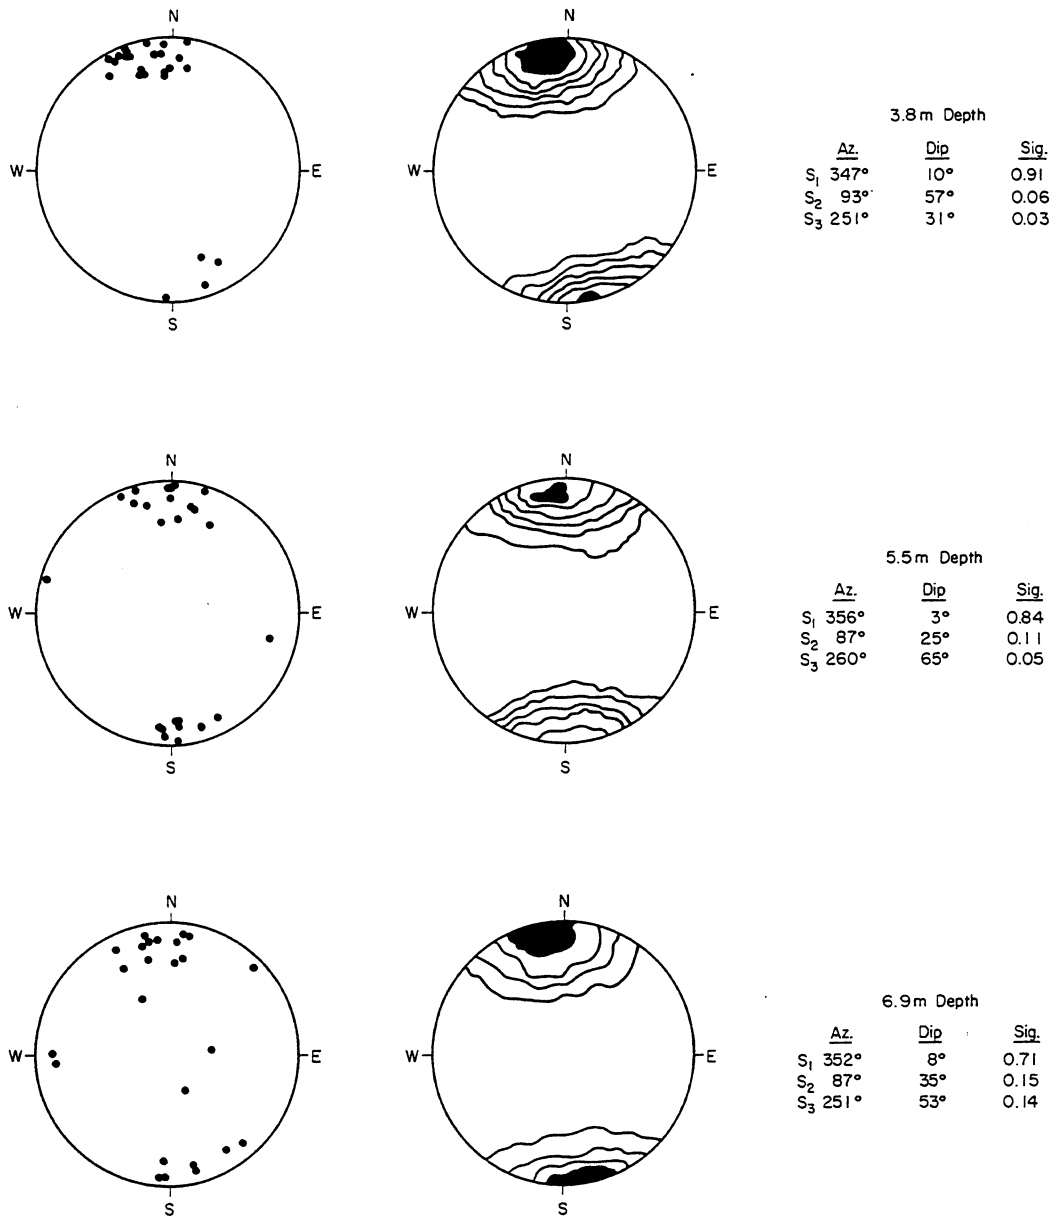 N
W
E
S
N
W
E
S
3.8m Depth
Az. Dip Sig.
S1 347° 10° 0.91
S2 93° 57° 0.06
S3 251° 31° 0.03
N
W
E
S
N
W
E
S
5.5m Depth
Az. Dip Sig.
S1 356° 3° 0.84
S2 87° 25° 0.11
S3 260° 65° 0.05
N
W
E
S
N
W
E
S
6.9m Depth
Az. Dip Sig.
S1 352° 8° 0.71
S2 87° 35° 0.15
S3 251° 53° 0.14